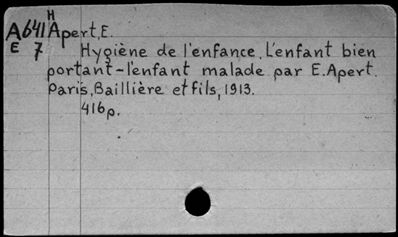 H
A641 Apert, E.
E 7 Hygiène de l'enfance. L'enfant bien
portant - l'enfant malade par E. Apert.
Paris, Baillière et fils, 1913.
416p.